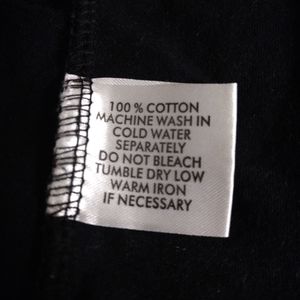 100 % COTTON
MACHINE WASH IN
COLD WATER
SEPARATELY
DO NOT BLEACH
TUMBLE DRY LOW
WARM IRON
IF NECESSARY